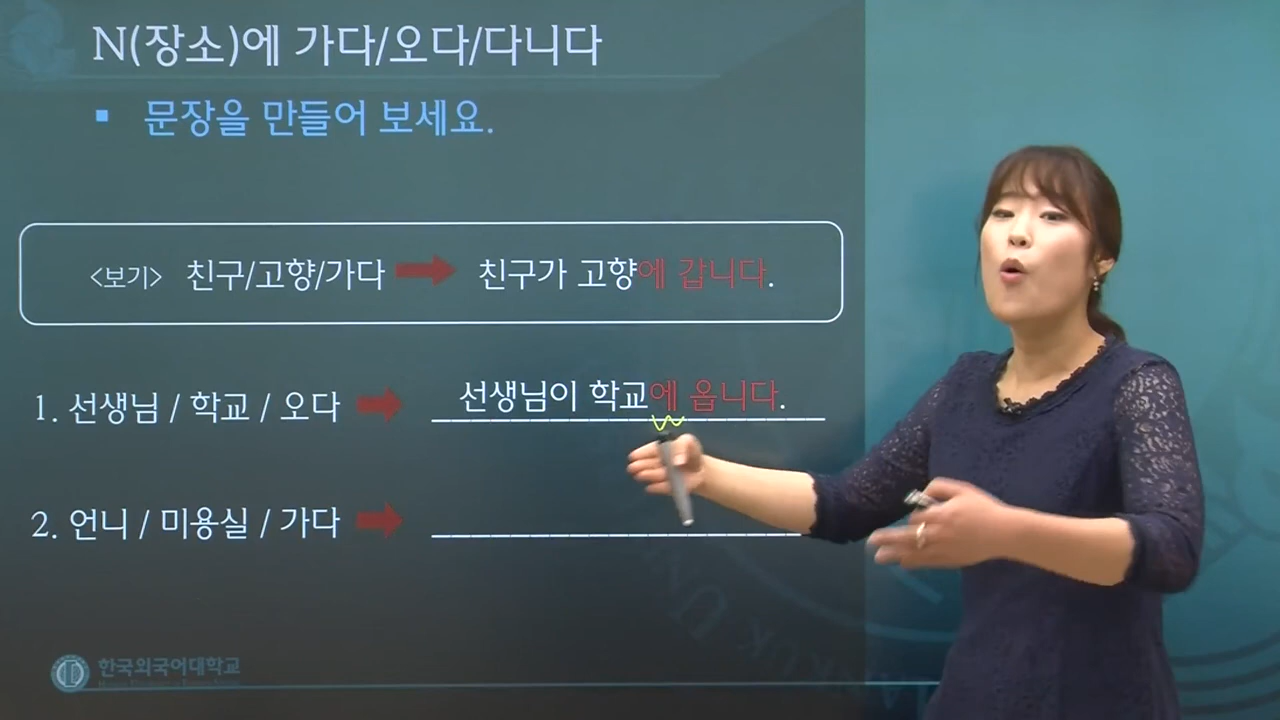 N(장소)에 가다/오다/다니다
▪ 문장을 만들어 보세요.
<보기> 친구/고향/가다 → 친구가 고향에 갑니다.
1. 선생님 / 학교 / 오다 → 선생님이 학교에 옵니다.
2. 언니 / 미용실 / 가다 →
한국외국어대학교